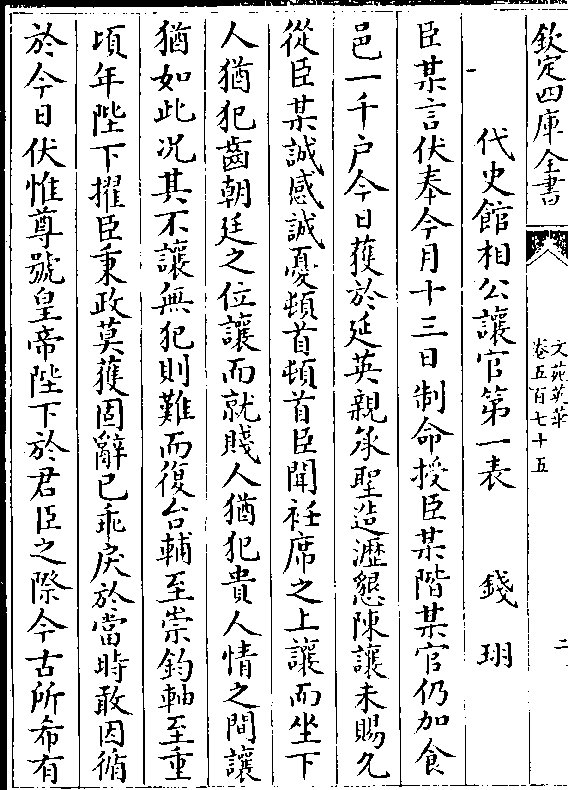 欽定四庫全書
文苑英華
卷五百七十五
二
代史館相公讓官第一表 錢珝
臣某言伏奉今月十三日制命授臣某階某官仍加食
邑一千户今日獲於延英親承聖造瀝懇陳讓未賜允
從臣某誠感誠憂頓首頓首臣聞衽席之上讓而坐下
人猶犯齒朝廷之位讓而就賤人猶犯貴人情之間讓
猶如此况其不讓無犯則難而復台輔至崇鈞軸至重
頃年陛下擢臣秉政莫獲固辭已乖戾於當時敢因循
於今日伏惟尊號皇帝陛下於君臣之際今古所希有